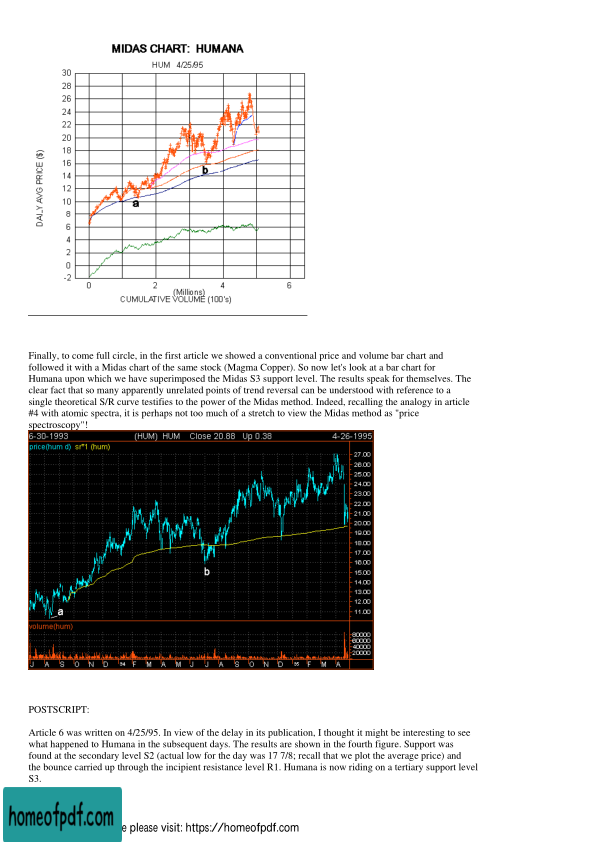 MIDAS CHART: HUMANA
HUM 4/25/95
30
28
26
24
22
20
18
16
14
12
10
8
6
4
2
0
-2
DAILY AVG PRICE ($)
a
b
0 2 4 6
(Millions)
CUMULATIVE VOLUME (100's)
Finally, to come full circle, in the first article we showed a conventional price and volume bar chart and
followed it with a Midas chart of the same stock (Magma Copper). So now let's look at a bar chart for
Humana upon which we have superimposed the Midas S3 support level. The results speak for themselves. The
clear fact that so many apparently unrelated points of trend reversal can be understood with reference to a
single theoretical S/R curve testifies to the power of the Midas method. Indeed, recalling the analogy in article
#4 with atomic spectra, it is perhaps not too much of a stretch to view the Midas method as "price
spectroscopy"!
6-30-1993 (HUM) HUM Close 20.88 Up 0.38 4-26-1995
price(hum d) sr*1 (hum)
27.00
26.00
25.00
24.00
23.00
22.00
21.00
20.00
19.00
18.00
17.00
16.00
15.00
14.00
13.00
12.00
11.00
a
b
volume(hum)
80000
60000
40000
20000
J A S O N D 94 F M A M J J A S O N D 95 F M A
POSTSCRIPT:
Article 6 was written on 4/25/95. In view of the delay in its publication, I thought it might be interesting to see
what happened to Humana in the subsequent days. The results are shown in the fourth figure. Support was
found at the secondary level S2 (actual low for the day was 17 7/8; recall that we plot the average price) and
the bounce carried up through the incipient resistance level R1. Humana is now riding on a tertiary support level
S3.
homeofpdf.com
e please visit: https://homeofpdf.com